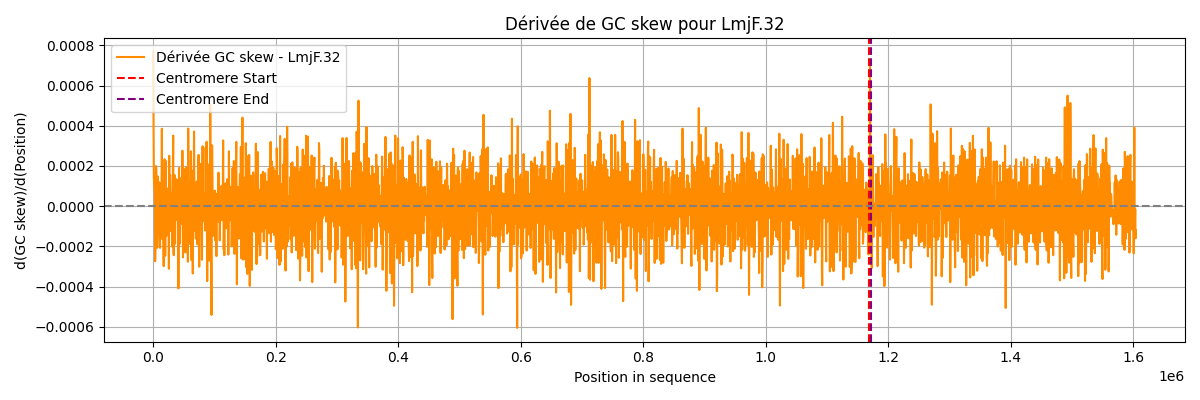 Dérivée de GC skew pour LmjF.32
Dérivée GC skew - LmjF.32
Centromere Start
Centromere End
d(GC skew)/d(Position)
0.0008
0.0006
0.0004
0.0002
0.0000
−0.0002
−0.0004
−0.0006
0.0 0.2 0.4 0.6 0.8 1.0 1.2 1.4 1.6
1e6
Position in sequence